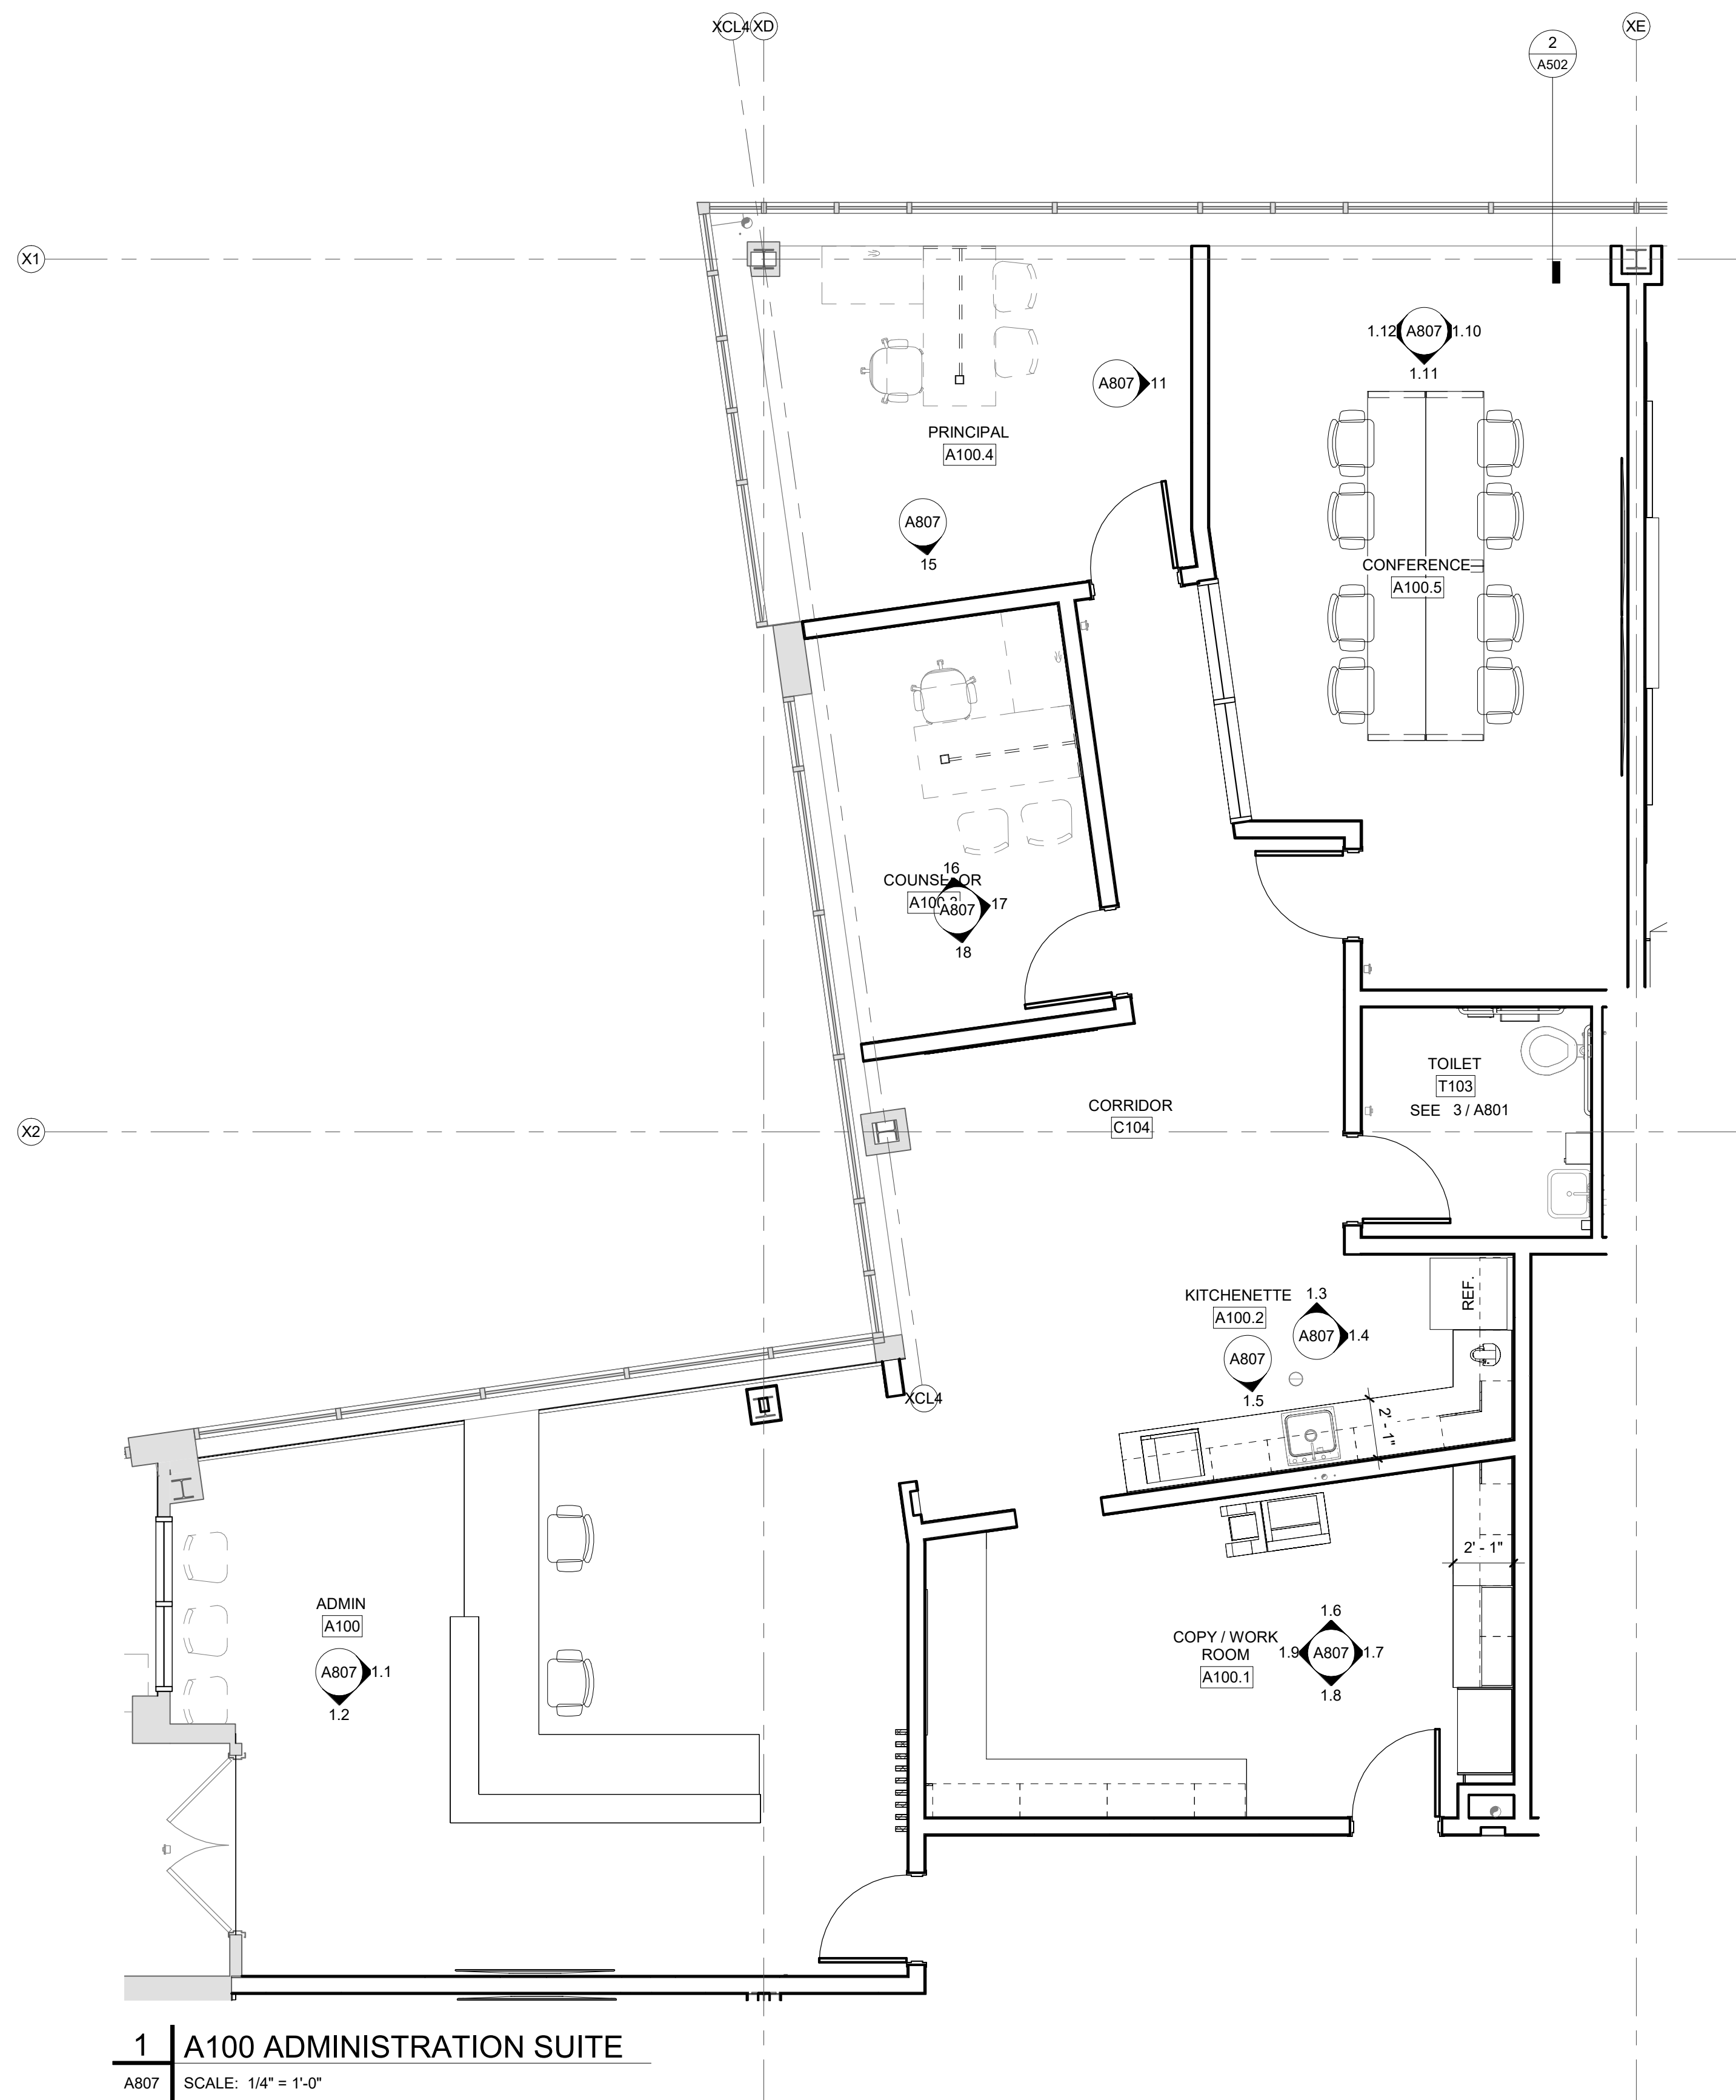 XCL4
XD
2
A502
XE
X1
1.12
A807
1.10
1.11
A807
11
PRINCIPAL
A100.4
A807
15
CONFERENCE
A100.5
16
COUNSELOR
A807
17
18
TOILET
T103
SEE 3 / A801
CORRIDOR
C104
X2
KITCHENETTE
A100.2
1.3
A807
1.4
A807
1.5
REF.
XCL4
2' - 1"
2' - 1"
ADMIN
A100
A807
1.1
1.2
COPY / WORK
ROOM
A100.1
1.6
1.9
A807
1.7
1.8
1
A100 ADMINISTRATION SUITE
A807
SCALE: 1/4" = 1'-0"